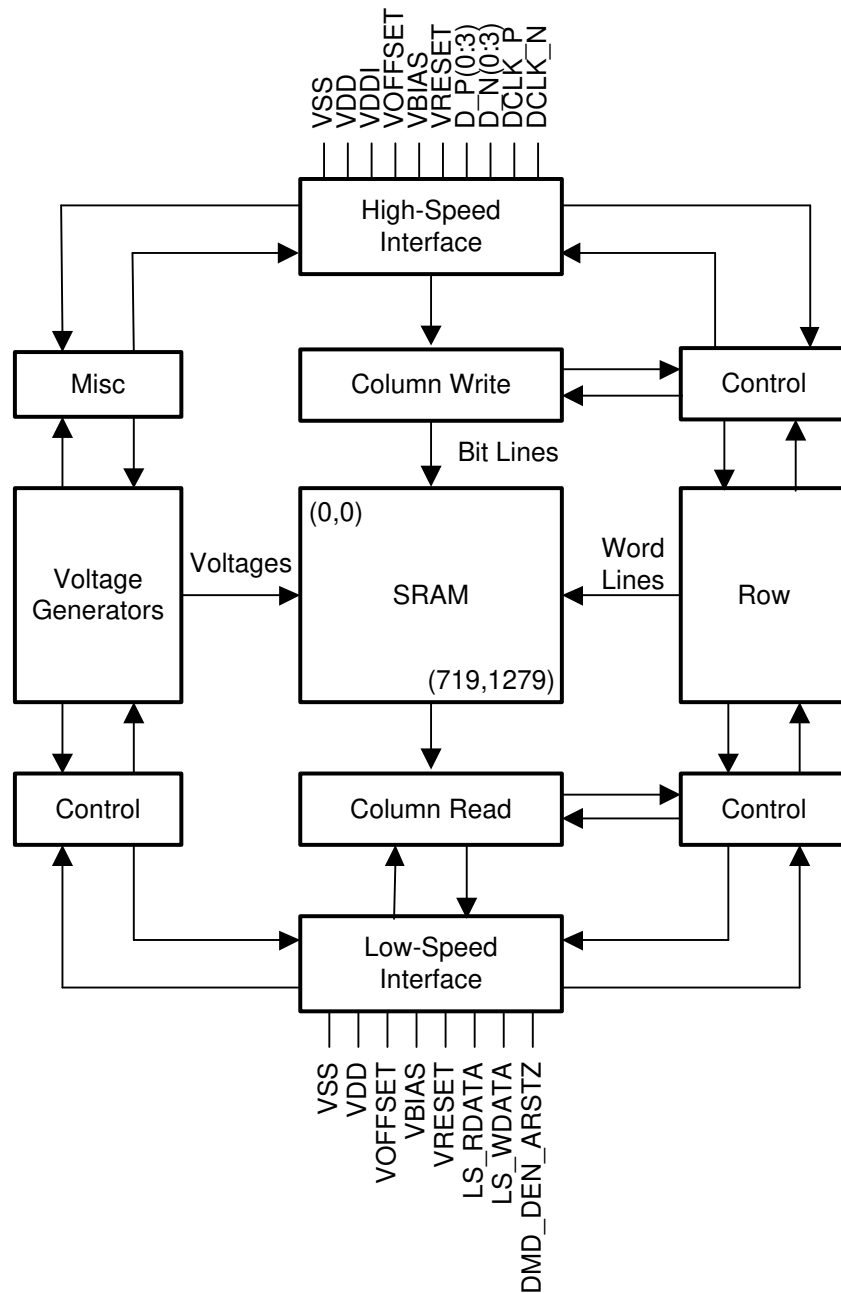 VSS
VDD
VDDI
VOFFSET
VBIAS
VRESET
D_P(0:3)
D_N(0:3)
DCLK_P
DCLK_N
High-Speed
Interface
Misc
Column Write
Control
Bit Lines
(0,0)
Voltages
Word
Lines
Voltage
Generators
SRAM
Row
(719,1279)
Control
Column Read
Control
Low-Speed
Interface
VSS
VDD
VOFFSET
VBIAS
VRESET
LS_RDATA
LS_WDATA
DMD_DEN_ARSTZ